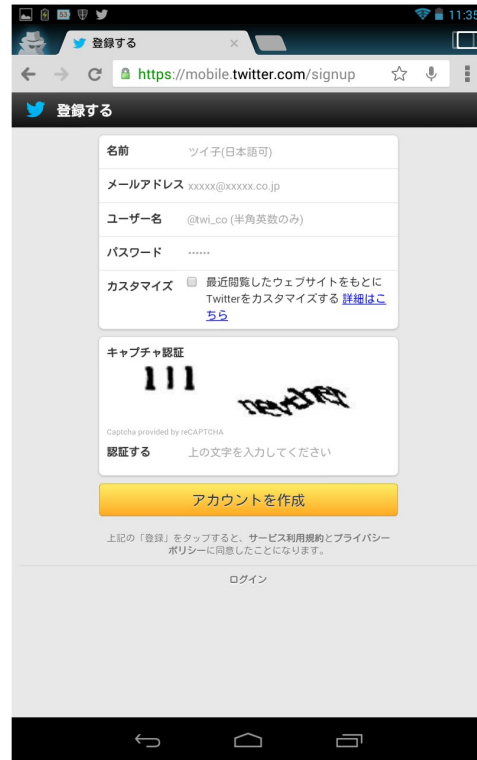 53
11:35
登録する
https://mobile.twitter.com/signup
登録する
名前 ツイ子(日本語可)
メールアドレス xxxxx@xxxxx.co.jp
ユーザー名 @twi_co (半角英数のみ)
パスワード ••••••
カスタマイズ 最近閲覧したウェブサイトをもとに
Twitterをカスタマイズする 詳細はこ
ちら
キャプチャ認証
111
Captcha provided by reCAPTCHA
認証する 上の文字を入力してください
アカウントを作成
上記の「登録」をタップすると、サービス利用規約とプライバシー
ポリシーに同意したことになります。
ログイン